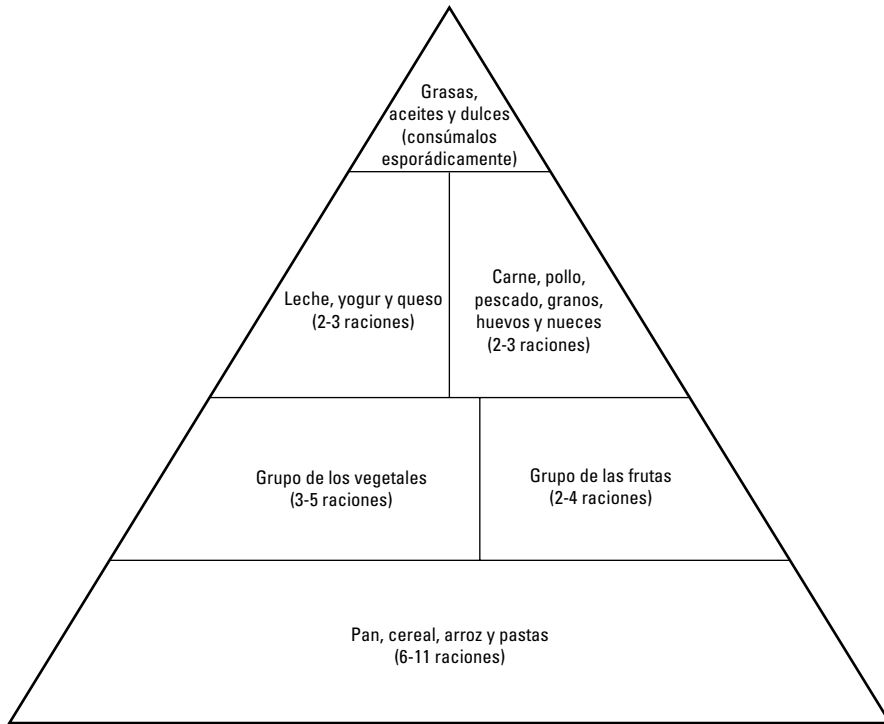 Grasas,
aceites y dulces
(consúmalos
esporádicamente)
Leche, yogur y queso
(2-3 raciones)
Carne, pollo,
pescado, granos,
huevos y nueces
(2-3 raciones)
Grupo de los vegetales
(3-5 raciones)
Grupo de las frutas
(2-4 raciones)
Pan, cereal, arroz y pastas
(6-11 raciones)